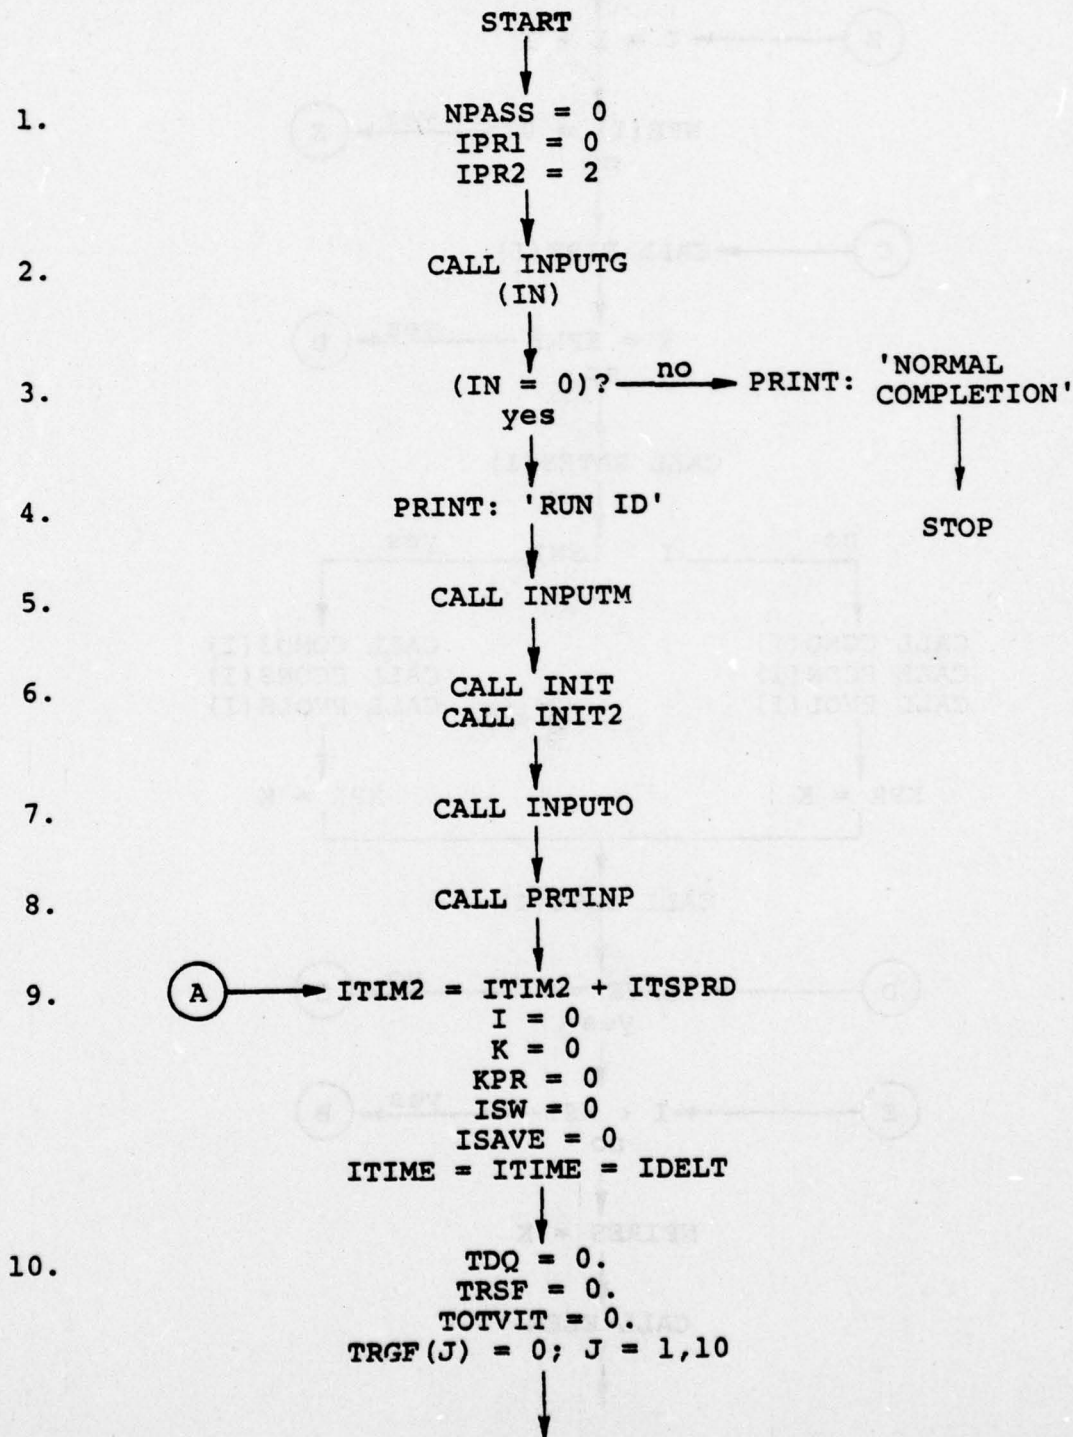 START
1. NPASS = 0
IPR1 = 0
IPR2 = 2
2. CALL INPUTG
(IN)
3. (IN = 0)? no PRINT: 'NORMAL
COMPLETION'
yes
4. PRINT: 'RUN ID'
STOP
5. CALL INPUTM
6. CALL INIT
CALL INIT2
7. CALL INPUTO
8. CALL PRTINP
9. A ITIM2 = ITIM2 + ITSPRD
I = 0
K = 0
KPR = 0
ISW = 0
ISAVE = 0
ITIME = ITIME = IDELT
10. TDQ = 0.
TRSF = 0.
TOTVIT = 0.
TRGF(J) = 0; J = 1,10